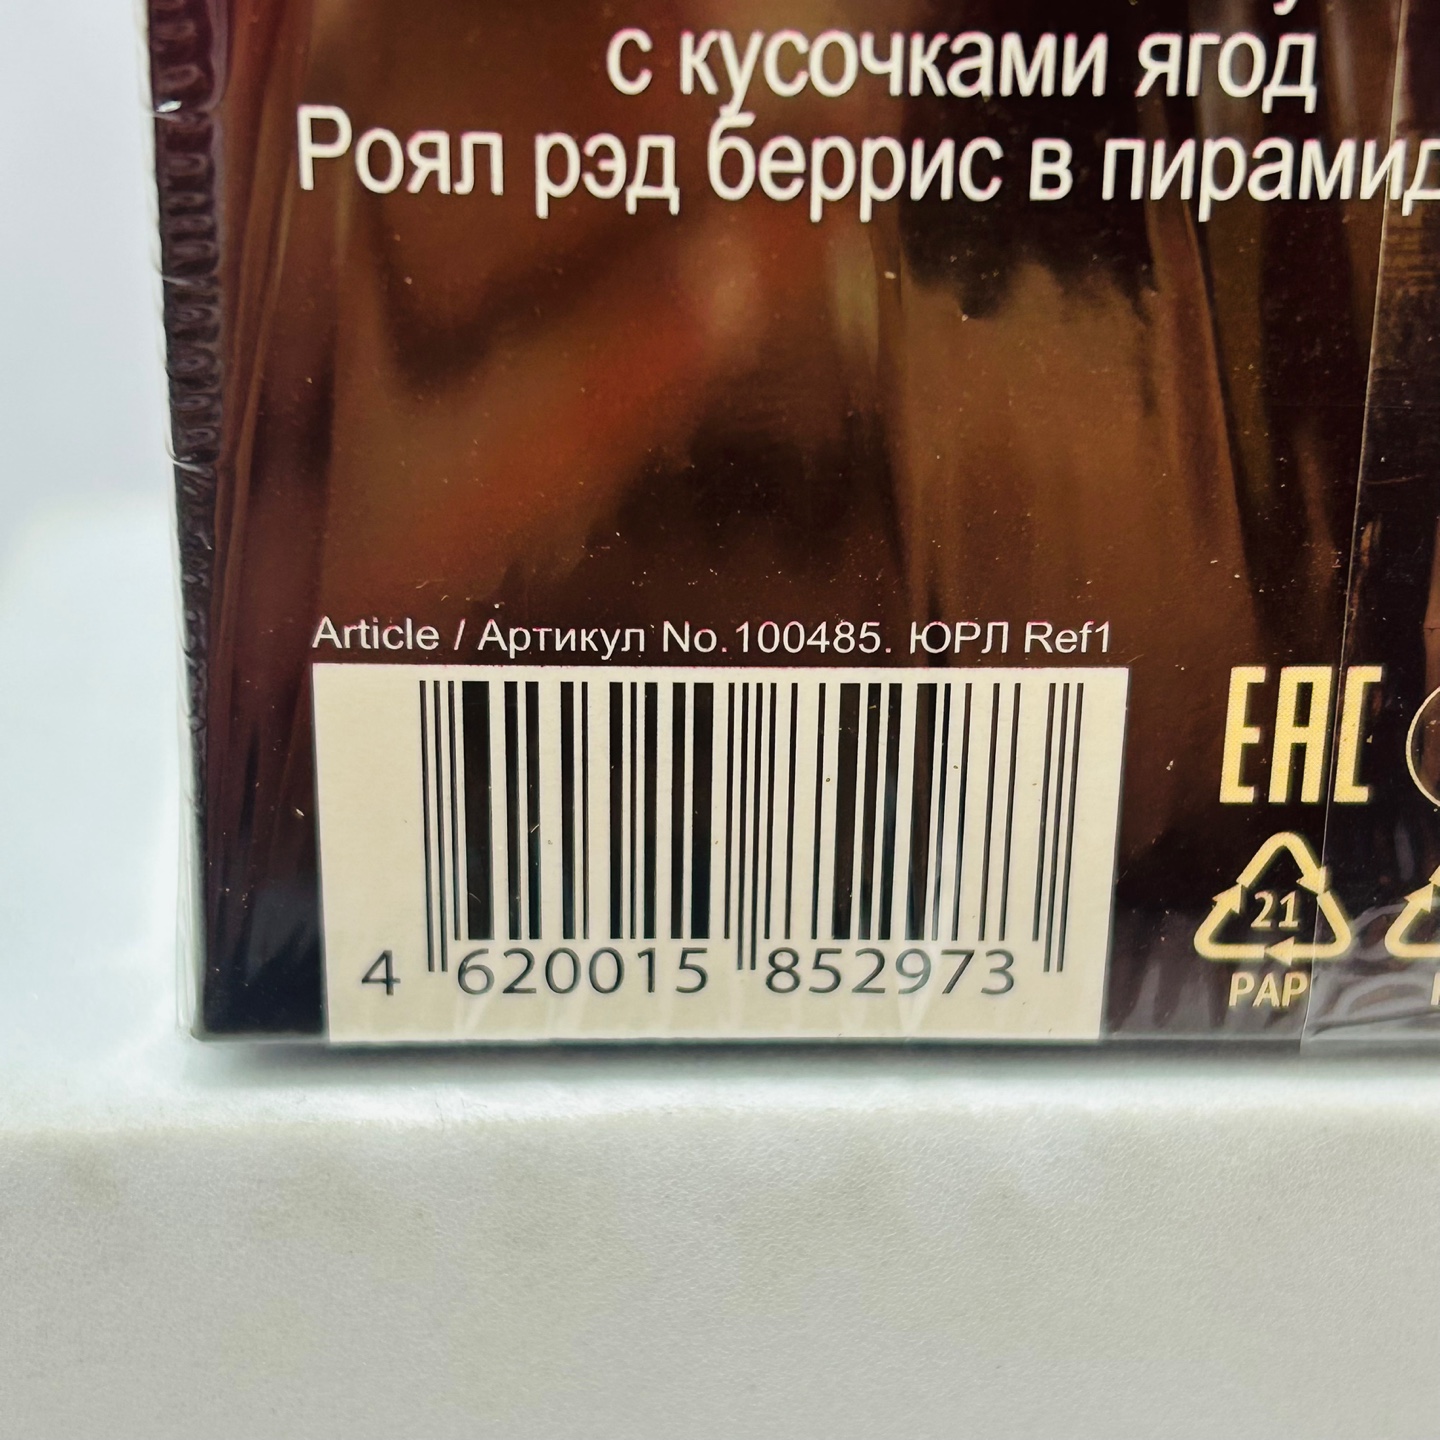 с кусочками ягод
Роял рэд беррис в пирамид
Article / Артикул No.100485. ЮРЛ Ref1
EAC
4 620015 852973
21
PAP